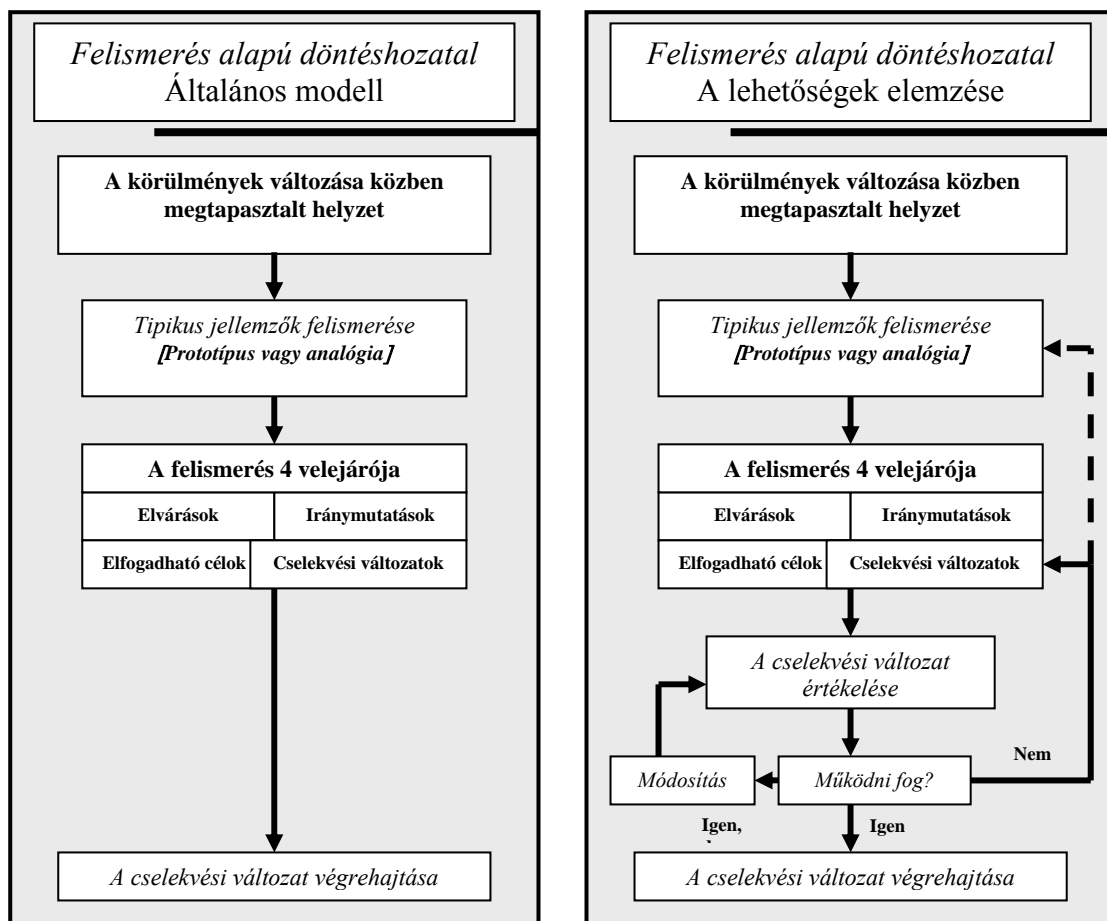 Felismerés alapú döntéshozatal
Általános modell
A körülmények változása közben
megtapasztalt helyzet
Tipikus jellemzők felismerése
[Prototípus vagy analógia]
A felismerés 4 velejárója
Elvárások
Iránymutatások
Elfogadható célok
Cselekvési változatok
A cselekvési változat végrehajtása
Felismerés alapú döntéshozatal
A lehetőségek elemzése
A körülmények változása közben
megtapasztalt helyzet
Tipikus jellemzők felismerése
[Prototípus vagy analógia]
A felismerés 4 velejárója
Elvárások
Iránymutatások
Elfogadható célok
Cselekvési változatok
A cselekvési változat
értékelése
Nem
Módosítás
Működni fog?
Igen,
Igen
A cselekvési változat végrehajtása